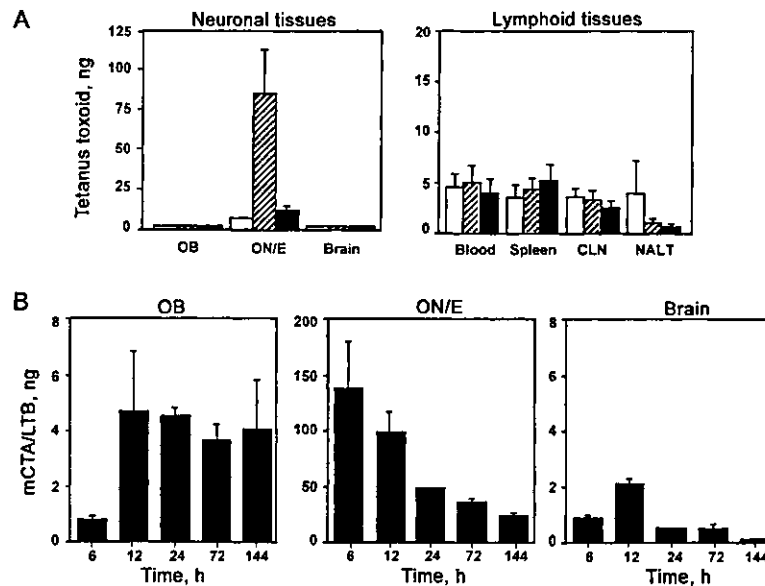 A
Neuronal tissues
Lymphoid tissues
Tetanus toxoid, ng
125
100
75
50
25
0
OB ON/E Brain
20
15
10
5
0
Blood Spleen CLN NALT
B
OB
ON/E
Brain
mCTA/LTB, ng
8
6
4
2
0
6 12 24 72 144
Time, h
200
150
100
50
0
6 12 24 72 144
Time, h
8
6
4
2
0
6 12 24 72 144
Time, h